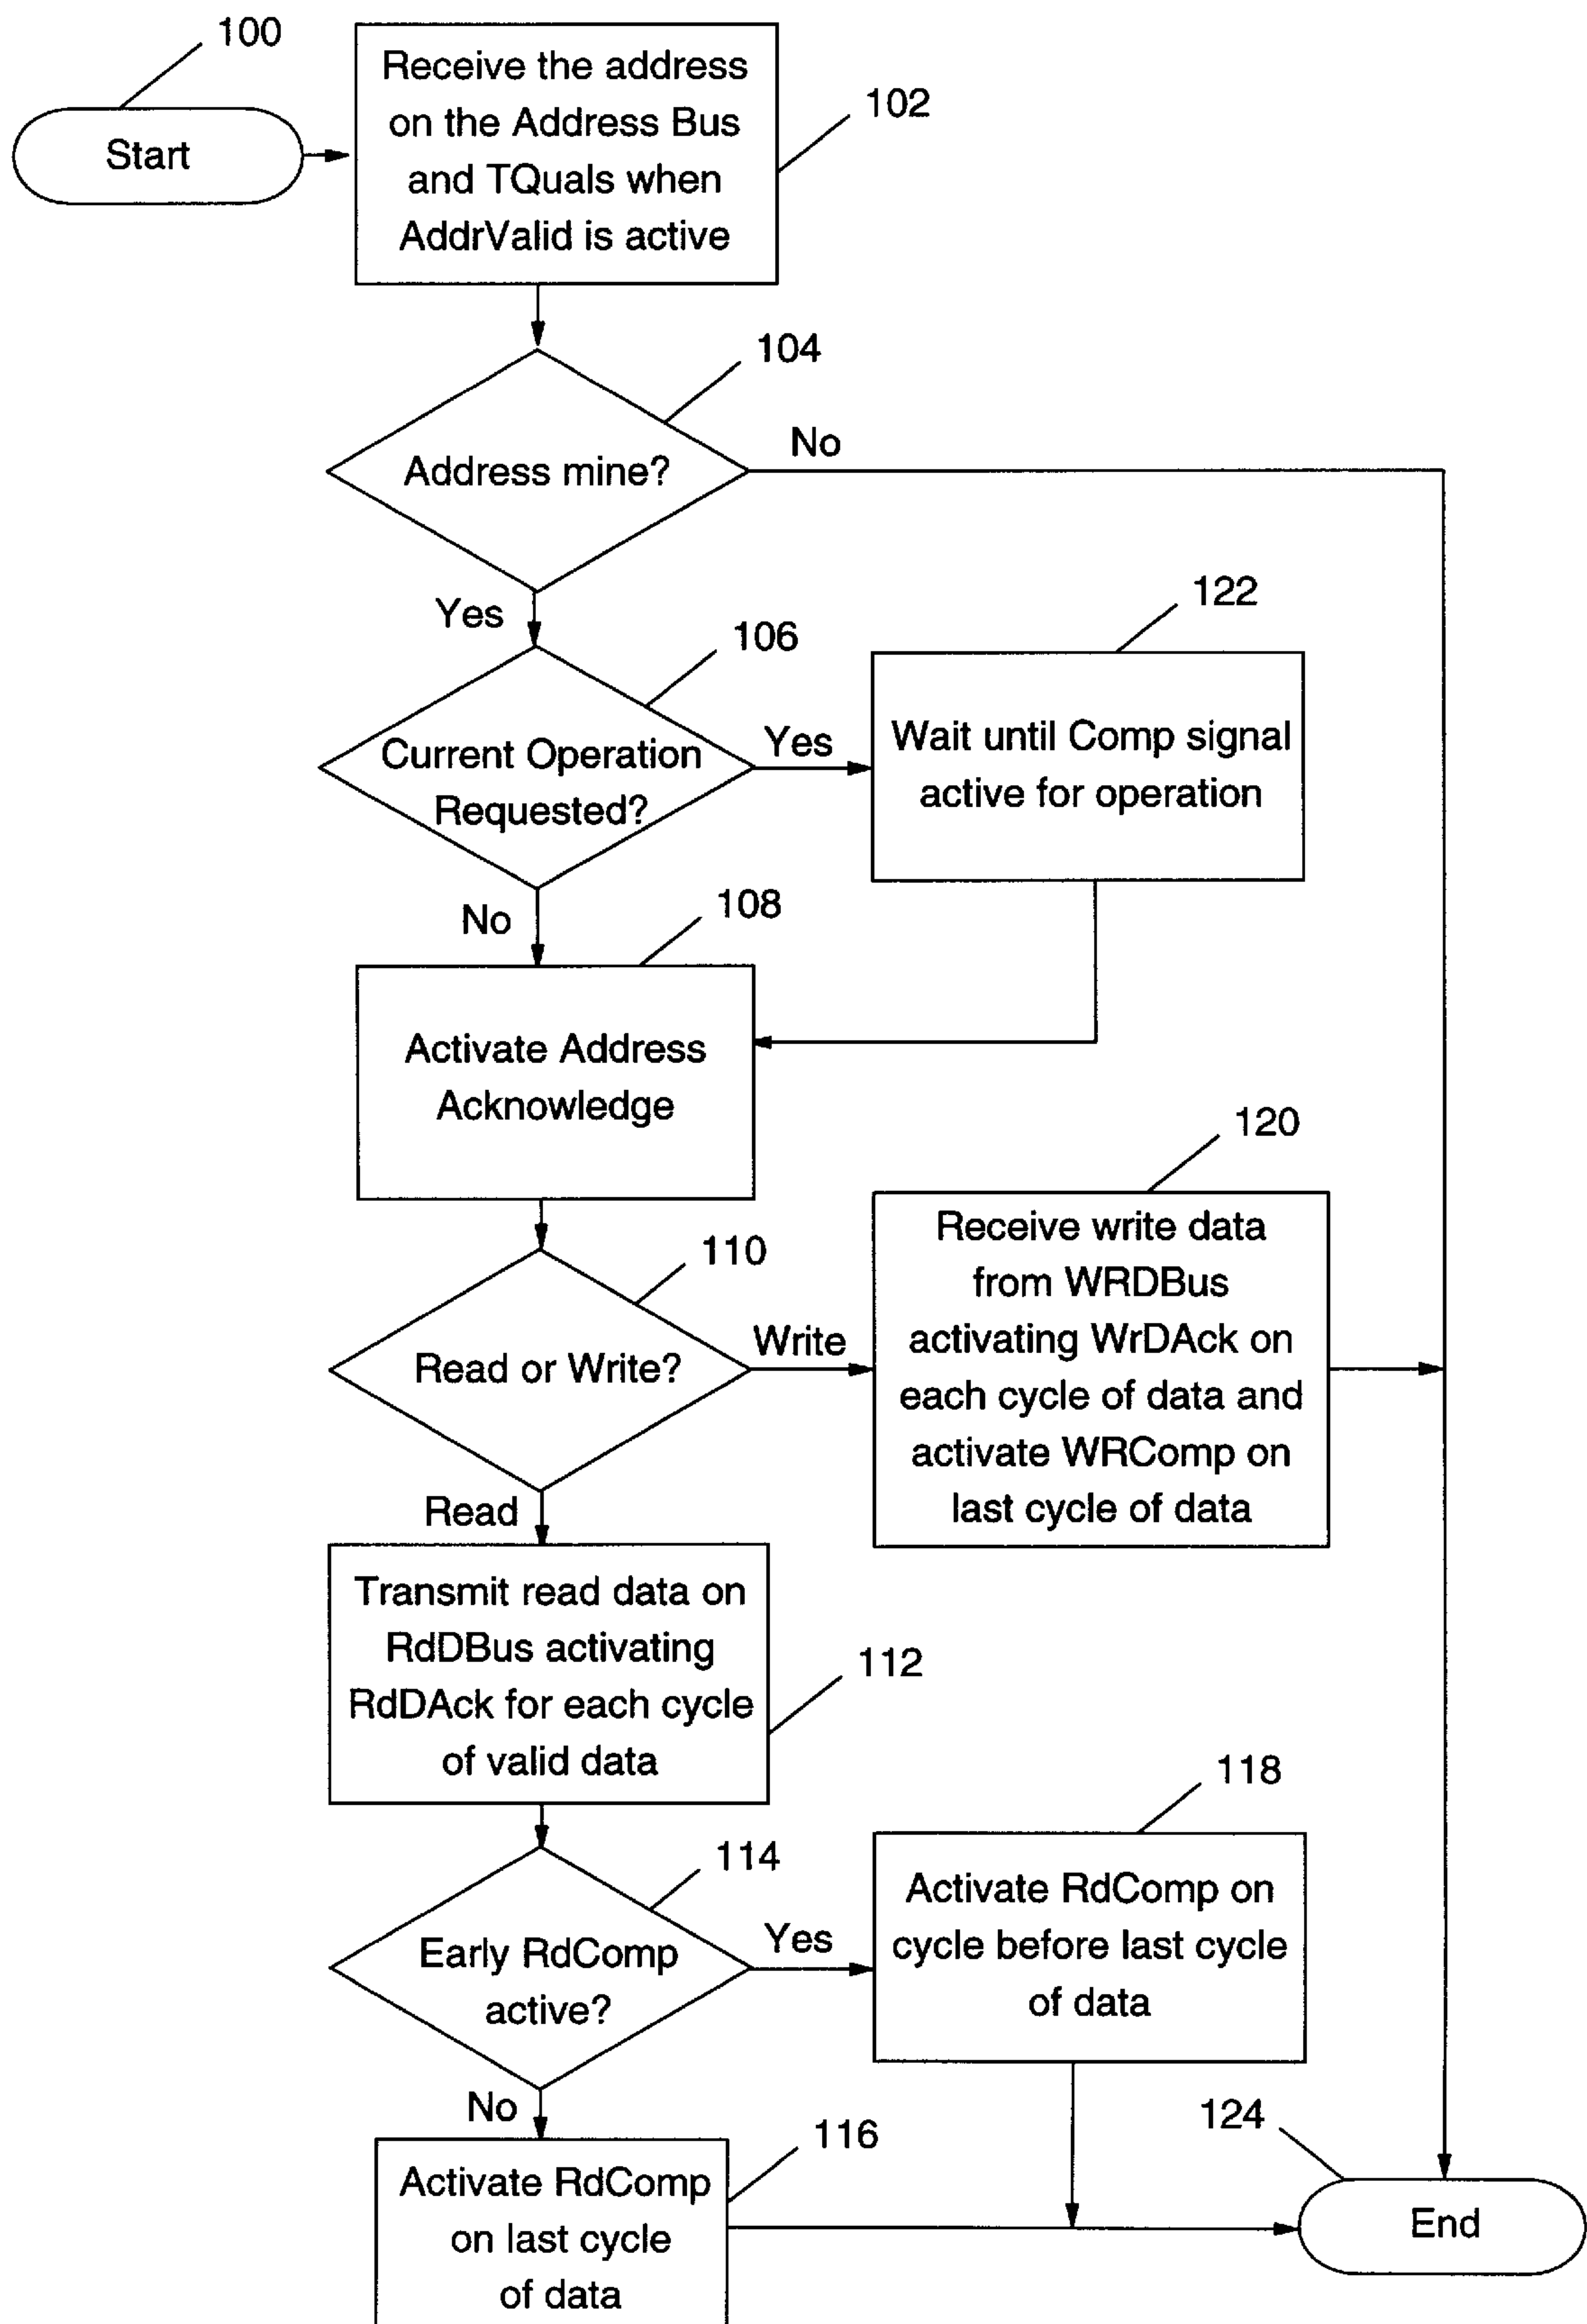 100
Start
Receive the address
on the Address Bus
and TQuals when
AddrValid is active
102
104
Address mine?
No
Yes
106
Current Operation
Requested?
Yes
122
Wait until Comp signal
active for operation
No
108
Activate Address
Acknowledge
110
Read or Write?
Write
120
Receive write data
from WRDBus
activating WrDAck on
each cycle of data and
activate WRComp on
last cycle of data
Read
Transmit read data on
RdDBus activating
RdDAck for each cycle
of valid data
112
114
Early RdComp
active?
Yes
118
Activate RdComp on
cycle before last cycle
of data
No
116
Activate RdComp
on last cycle
of data
124
End